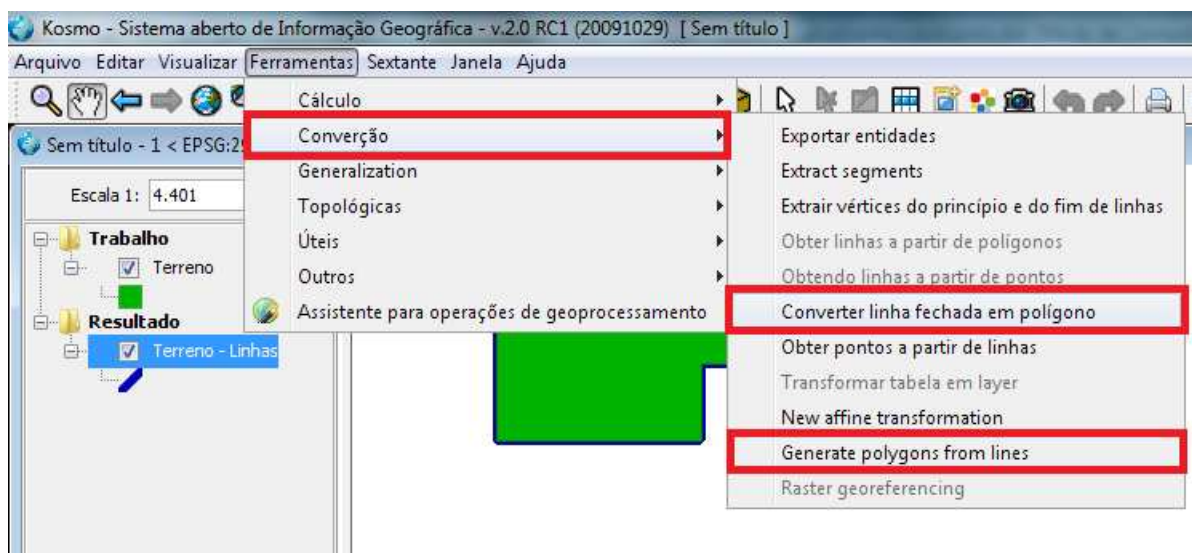 Kosmo - Sistema aberto de Informação Geográfica - v.2.0 RC1 (20091029) [ Sem título ]
Arquivo Editar Visualizar Ferramentas Sextante Janela Ajuda
Sem título - 1 < EPSG:2
Escala 1: 4.401
Trabalho
Terreno
Resultado
Terreno - Linhas
Cálculo
Converção
Generalization
Topológicas
Úteis
Outros
Assistente para operações de geoprocessamento
Exportar entidades
Extract segments
Extrair vértices do princípio e do fim de linhas
Obter linhas a partir de polígonos
Obtendo linhas a partir de pontos
Converter linha fechada em polígono
Obter pontos a partir de linhas
Transformar tabela em layer
New affine transformation
Generate polygons from lines
Raster georeferencing